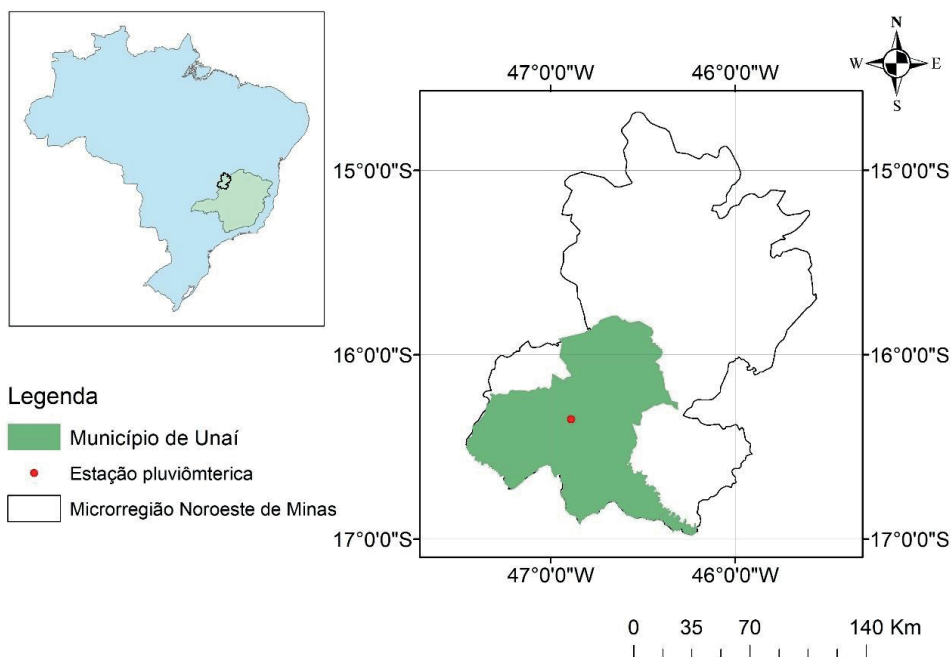 N
W E
S
47°0'0"W 46°0'0"W
15°0'0"S 15°0'0"S
16°0'0"S 16°0'0"S
Legenda
Município de Unaí
Estação pluviômterica
Microrregião Noroeste de Minas
17°0'0"S 17°0'0"S
47°0'0"W 46°0'0"W
0 35 70 140 Km